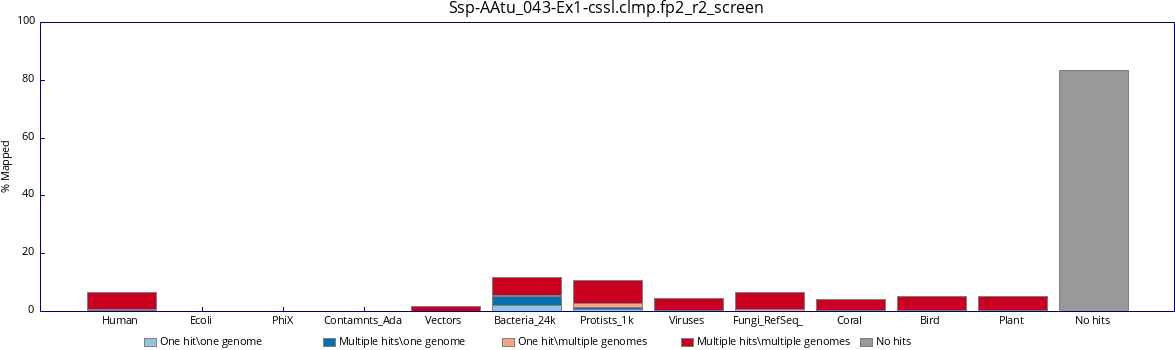 Ssp-AAtu_043-Ex1-cssl.clmp.fp2_r2_screen
100
80
60
40
20
0
% Mapped
Human Ecoli PhiX Contamnts_Ada Vectors Bacteria_24k Protists_1k Viruses Fungi_RefSeq_ Coral Bird Plant No hits
One hit\one genome Multiple hits\one genome One hit\multiple genomes Multiple hits\multiple genomes No hits